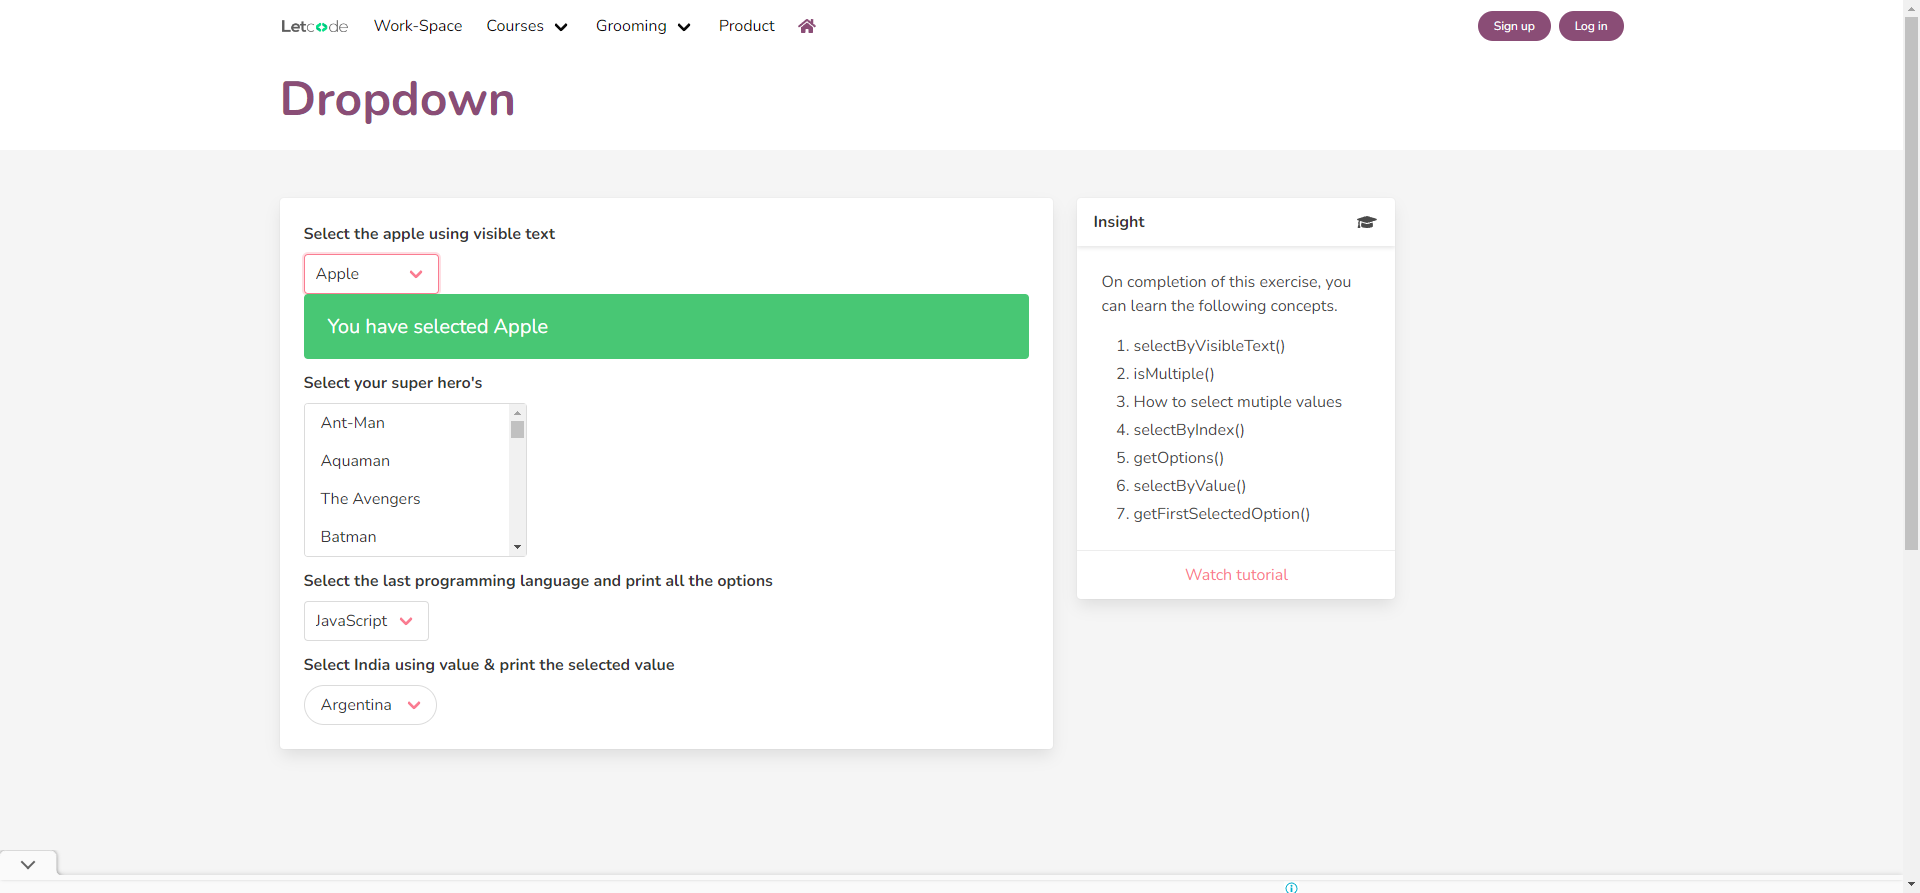 Letcode Work-Space Courses Grooming Product Sign up Log in
Dropdown
Select the apple using visible text
Apple
You have selected Apple
Select your super hero's
Ant-Man
Aquaman
The Avengers
Batman
Select the last programming language and print all the options
JavaScript
Select India using value & print the selected value
Argentina
Insight
On completion of this exercise, you
can learn the following concepts.
1. selectByVisibleText()
2. isMultiple()
3. How to select mutiple values
4. selectByIndex()
5. getOptions()
6. selectByValue()
7. getFirstSelectedOption()
Watch tutorial